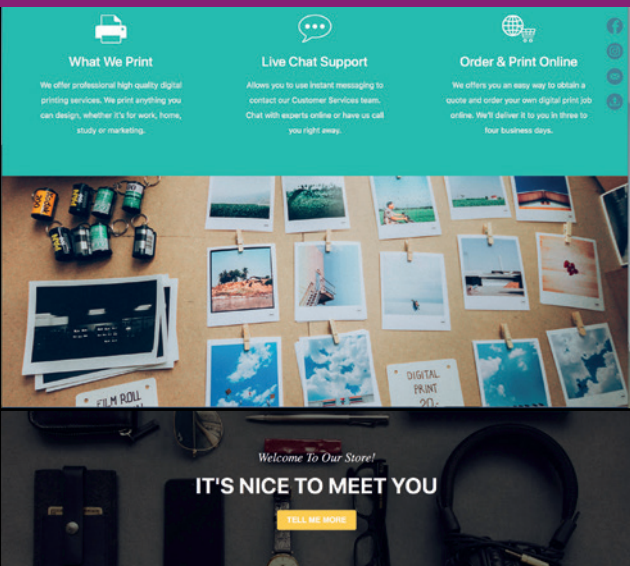 What We Print
We offer professional high quality digital
printing services. We print anything you
can design, whether it's for work, home,
study or marketing.
Live Chat Support
Allows you to use instant messaging to
contact our Customer Services team.
Chat with experts online or have us call
you right away.
Order & Print Online
We offers you an easy way to obtain a
quote and order your own digital print job
online. We'll deliver it to you in three to
four business days.
FILM ROLL
DIGITAL
PRINT
20.-
Welcome To Our Store!
IT'S NICE TO MEET YOU
TELL ME MORE